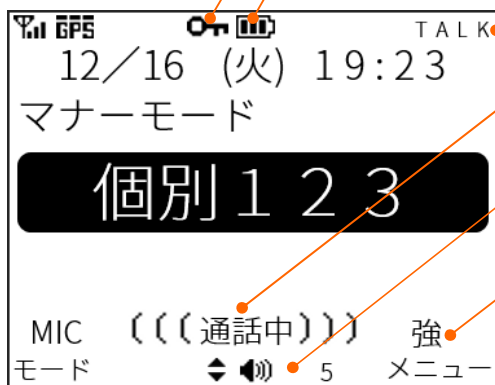 GPS TALK
12／16 (火) 19:23
マナーモード
個別１２３
MIC (((通話中))) 強
モード 5 メニュー